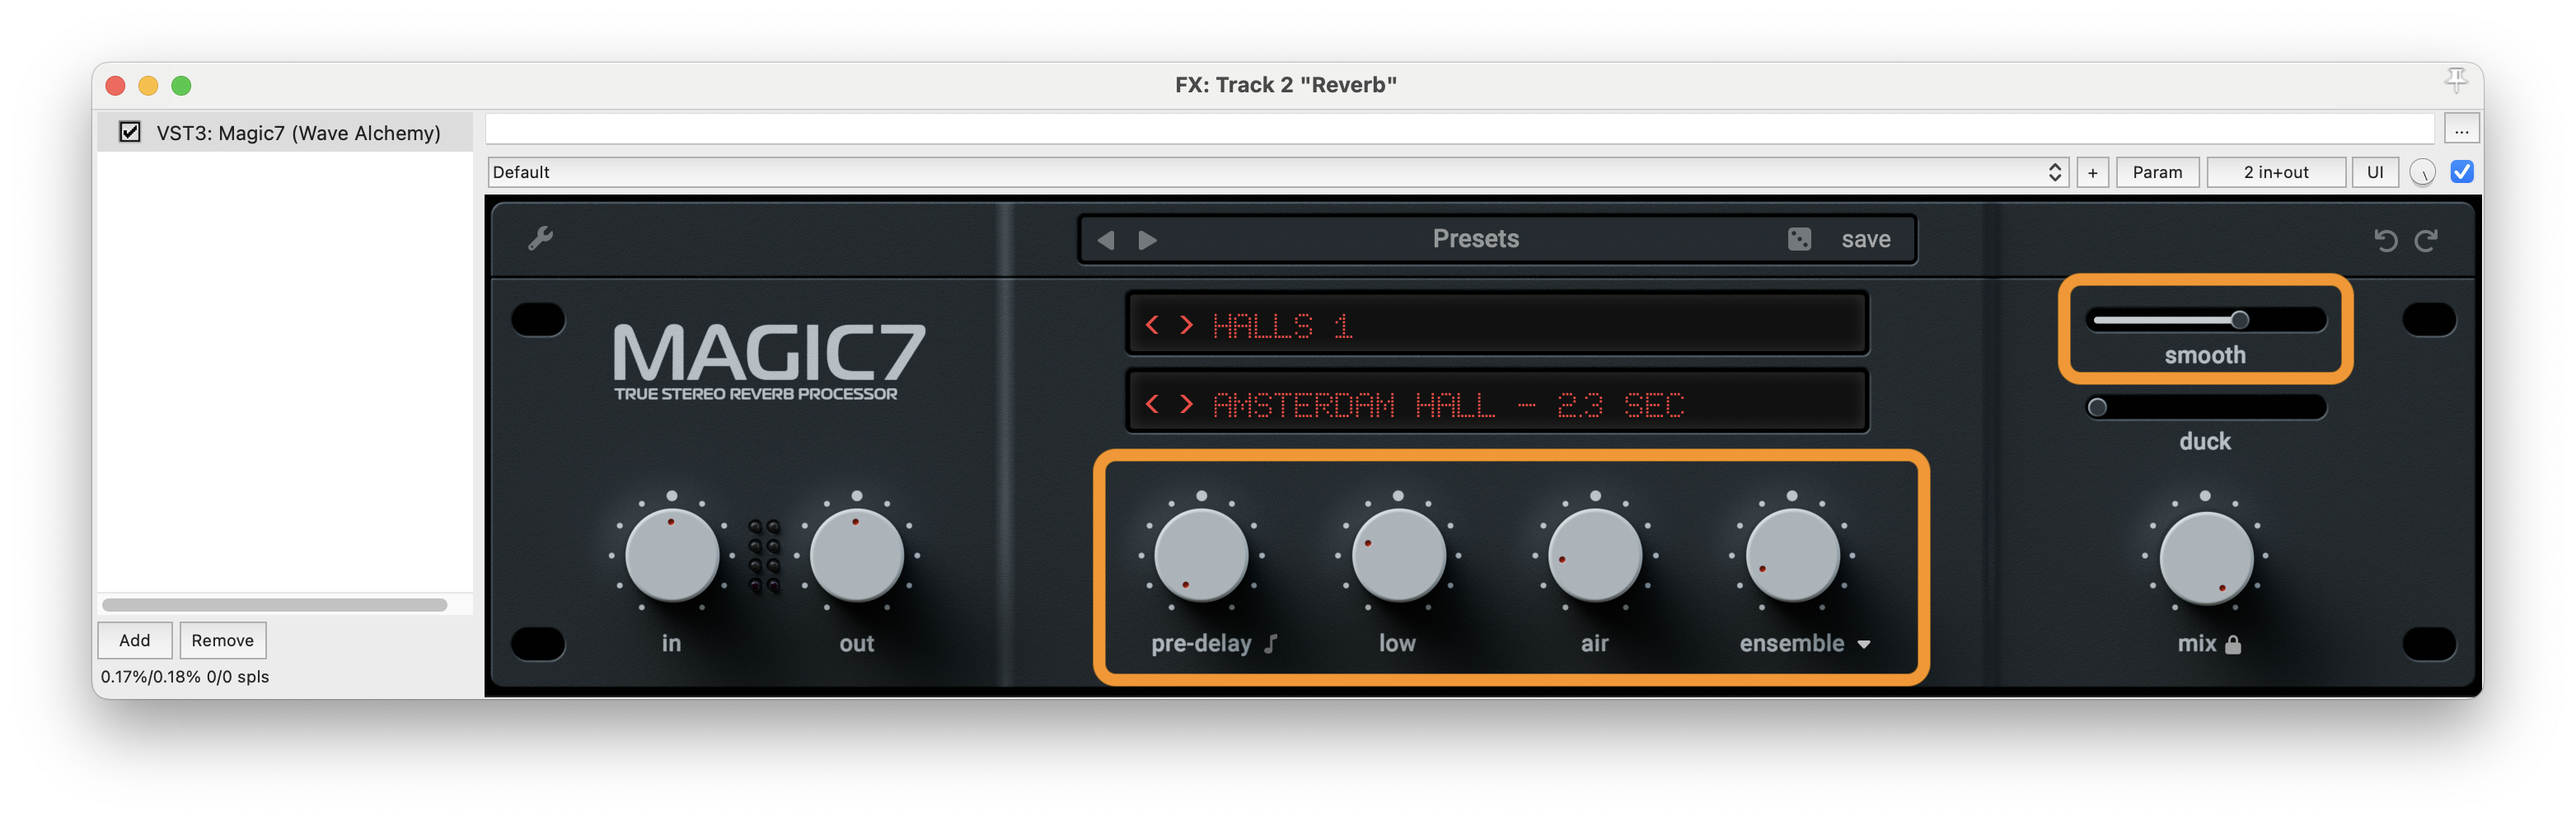 FX: Track 2 "Reverb"
VST3: Magic7 (Wave Alchemy)
...
Default
+
Param
2 in+out
UI
Presets
save
MAGIC7
TRUE STEREO REVERB PROCESSOR
< > HALLS 1
< > AMSTERDAM HALL - 2.3 SEC
smooth
duck
in
out
pre-delay
low
air
ensemble
mix
Add
Remove
0.17%/0.18% 0/0 spls